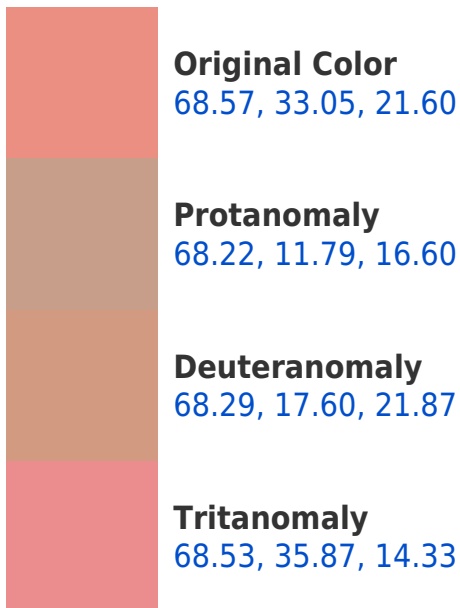 Original Color
68.57, 33.05, 21.60
Protanomaly
68.22, 11.79, 16.60
Deuteranomaly
68.29, 17.60, 21.87
Tritanomaly
68.53, 35.87, 14.33